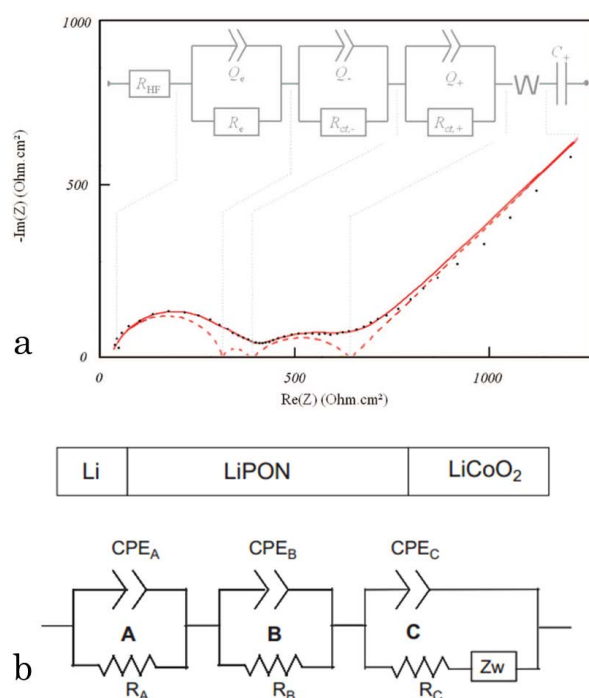 1000
500
0
-Im(Z) (Ohm.cm²)
R_HF
Q_e
R_e
Q_-
R_ct,-
Q_+
R_ct,+
W
C_+
0
500
1000
Re(Z) (Ohm.cm²)
a
Li
LiPON
LiCoO₂
CPE_A
CPE_B
CPE_C
A
B
C
R_A
R_B
R_C
Zw
b